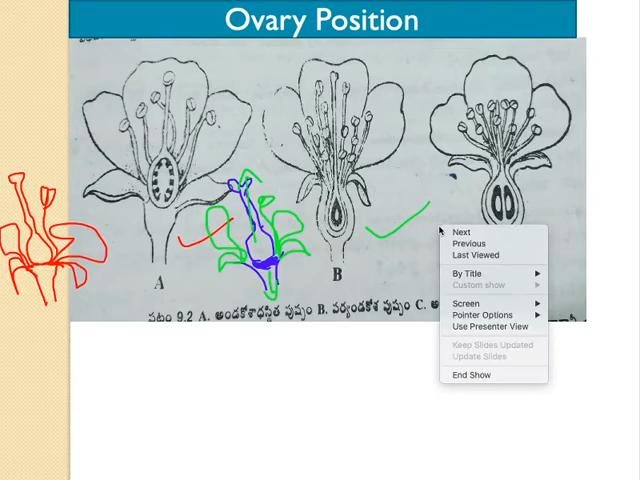 Ovary Position
A
B
పటం 9.2 A. అండకోశాధస్థిత పుష్పం B. పర్యండకోశ పుష్పం C.
Next
Previous
Last Viewed
By Title
Custom show
Screen
Pointer Options
Use Presenter View
Keep Slides Updated
Update Slides
End Show